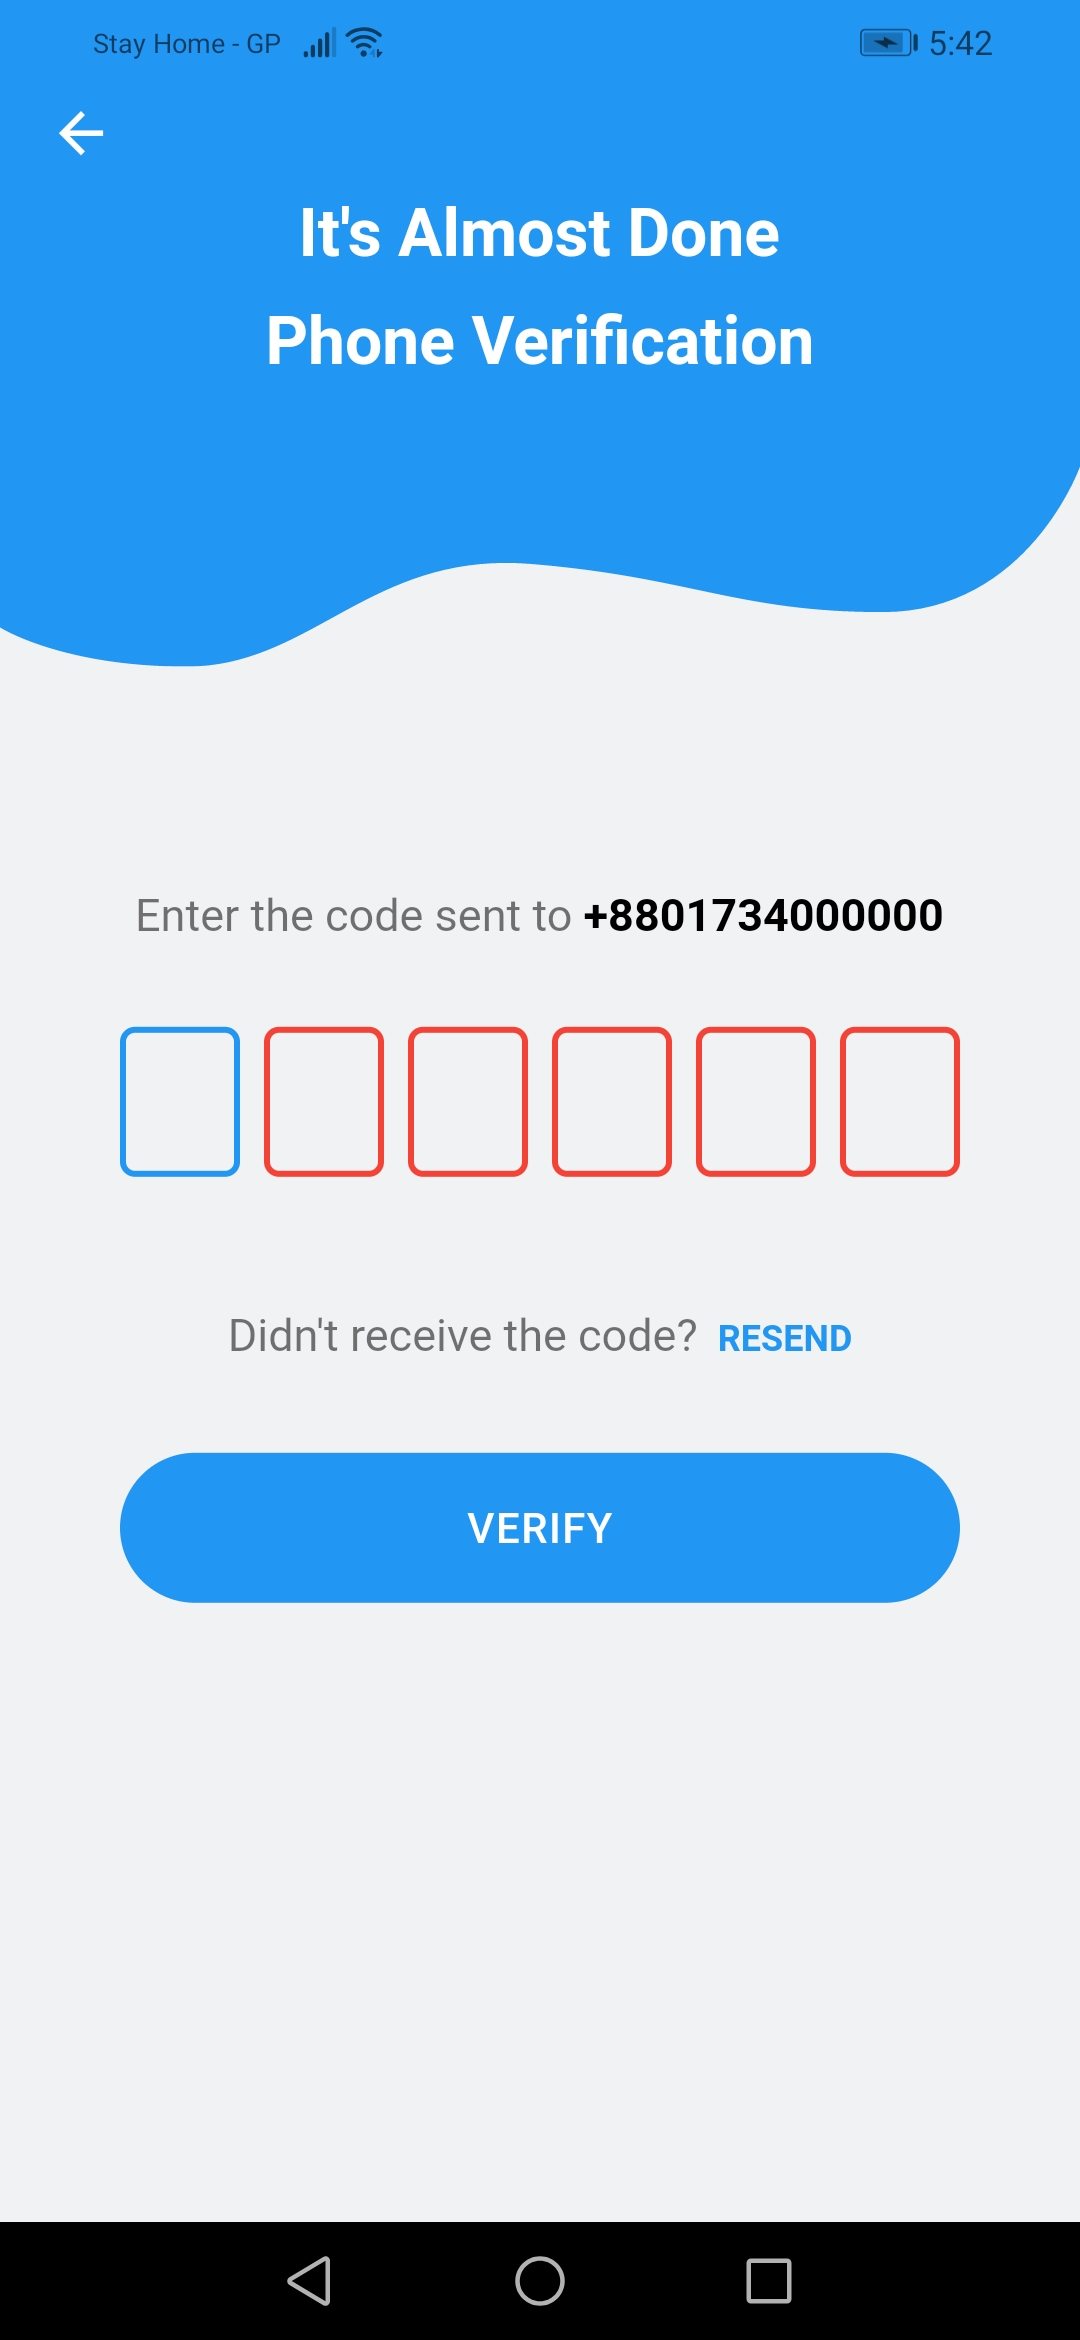 Stay Home - GP 5:42
It's Almost Done
Phone Verification
Enter the code sent to +8801734000000
Didn't receive the code? RESEND
VERIFY